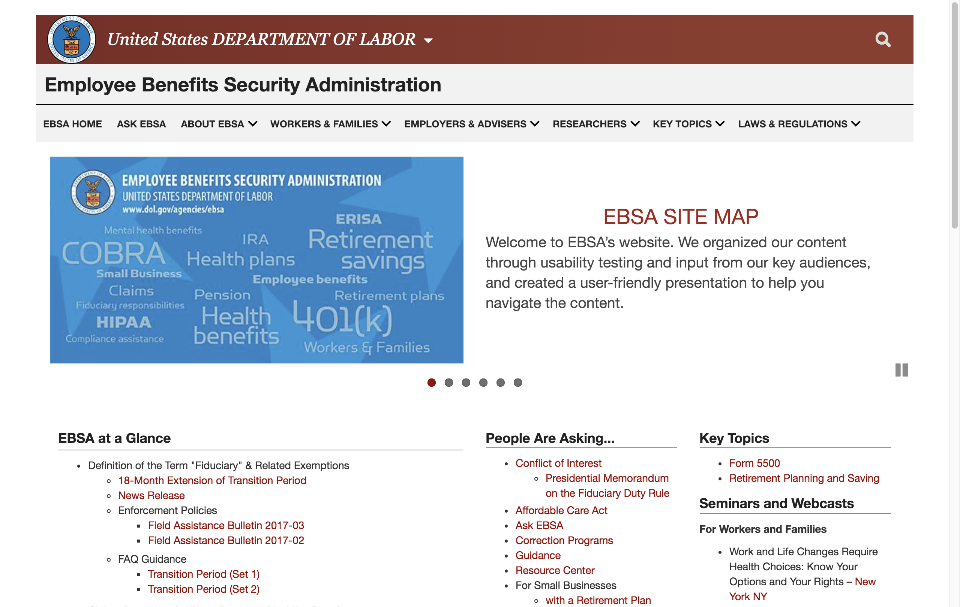 United States DEPARTMENT OF LABOR
Employee Benefits Security Administration
EBSA HOME ASK EBSA ABOUT EBSA WORKERS & FAMILIES EMPLOYERS & ADVISERS RESEARCHERS KEY TOPICS LAWS & REGULATIONS
EMPLOYEE BENEFITS SECURITY ADMINISTRATION
UNITED STATES DEPARTMENT OF LABOR
www.dol.gov/agencies/ebsa
ERISA
Mental health benefits
IRA
Retirement
COBRA
Health plans
savings
Small Business
Employee benefits
Claims
Pension
Retirement plans
Fiduciary responsibilities
Health
401(k)
HIPAA
benefits
Compliance assistance
Workers & Families
EBSA SITE MAP
Welcome to EBSA's website. We organized our content
through usability testing and input from our key audiences,
and created a user-friendly presentation to help you
navigate the content.
EBSA at a Glance
Definition of the Term "Fiduciary" & Related Exemptions
18-Month Extension of Transition Period
News Release
Enforcement Policies
Field Assistance Bulletin 2017-03
Field Assistance Bulletin 2017-02
FAQ Guidance
Transition Period (Set 1)
Transition Period (Set 2)
People Are Asking...
Conflict of Interest
Presidential Memorandum
on the Fiduciary Duty Rule
Affordable Care Act
Ask EBSA
Correction Programs
Guidance
Resource Center
For Small Businesses
with a Retirement Plan
Key Topics
Form 5500
Retirement Planning and Saving
Seminars and Webcasts
For Workers and Families
Work and Life Changes Require
Health Choices: Know Your
Options and Your Rights – New
York NY